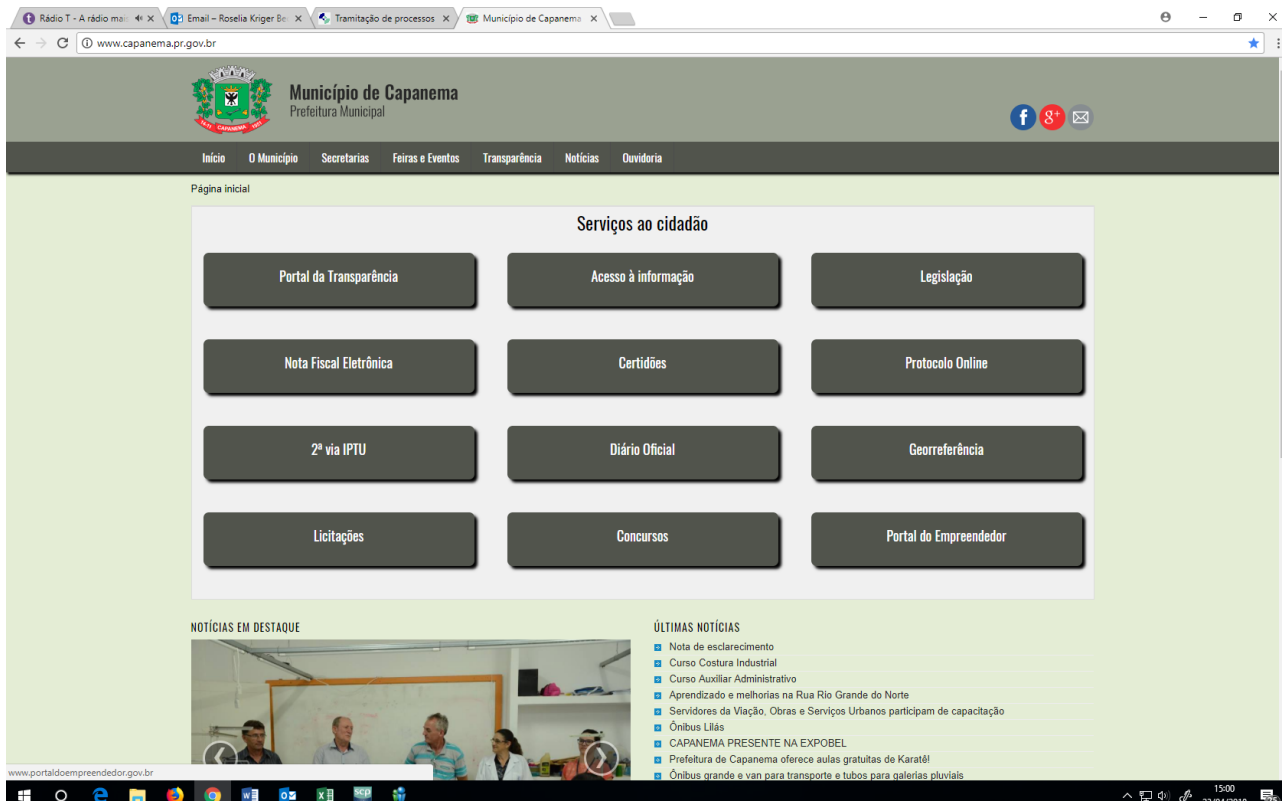 Rádio T - A rádio mais
Email – Roselia Kriger Be
Tramitação de processos
Município de Capanema
www.capanema.pr.gov.br
14/11 CAPANEMA 1951
Município de Capanema
Prefeitura Municipal
f g+
Início O Município Secretarias Feiras e Eventos Transparência Notícias Ouvidoria
Página inicial
Serviços ao cidadão
Portal da Transparência Acesso à informação Legislação
Nota Fiscal Eletrônica Certidões Protocolo Online
2ª via IPTU Diário Oficial Georreferência
Licitações Concursos Portal do Empreendedor
NOTÍCIAS EM DESTAQUE
ÚLTIMAS NOTÍCIAS
Nota de esclarecimento
Curso Costura Industrial
Curso Auxiliar Administrativo
Aprendizado e melhorias na Rua Rio Grande do Norte
Servidores da Viação, Obras e Serviços Urbanos participam de capacitação
Ônibus Lilás
CAPANEMA PRESENTE NA EXPOBEL
Prefeitura de Capanema oferece aulas gratuitas de Karatê!
Ônibus grande e van para transporte e tubos para galerias pluviais
www.portaldoempreendedor.gov.br
scp
15:00